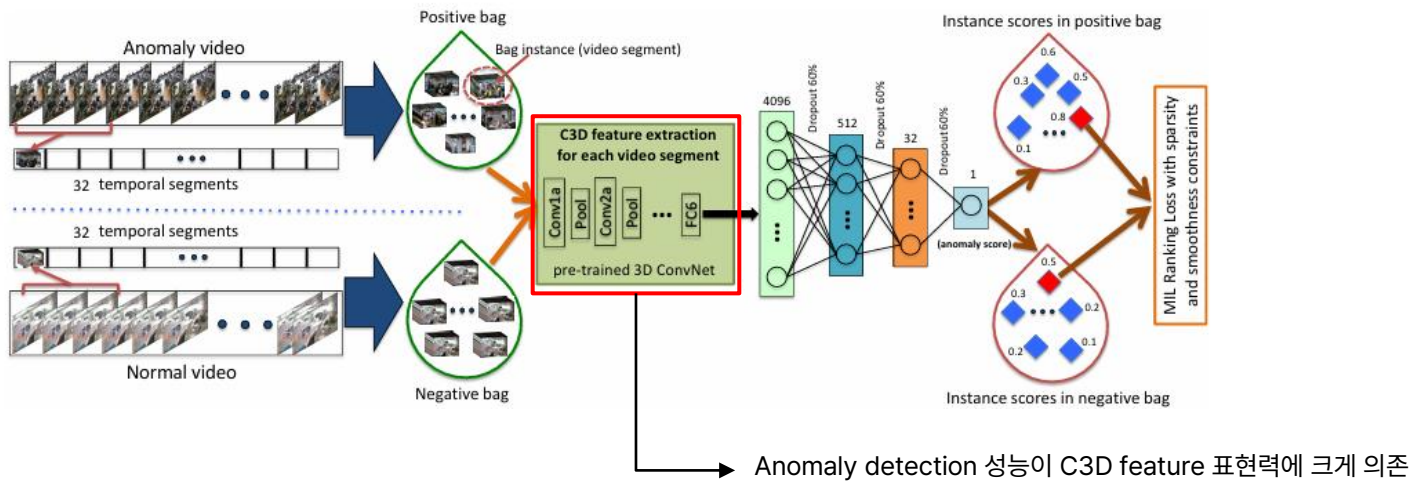 Positive bag
Anomaly video
Bag instance (video segment)
32 temporal segments
32 temporal segments
Normal video
Negative bag
C3D feature extraction
for each video segment
Conv1a
Pool
Conv2a
Pool
...
FC6
pre-trained 3D ConvNet
4096
Dropout 60%
512
Dropout 60%
32
Dropout60%
1
(anomaly score)
Instance scores in positive bag
0.6
0.3
0.5
0.8
0.1
0.5
0.3
0.2
0.2
0.1
Instance scores in negative bag
MIL Ranking Loss with sparsity
and smoothness constraints
Anomaly detection 성능이 C3D feature 표현력에 크게 의존